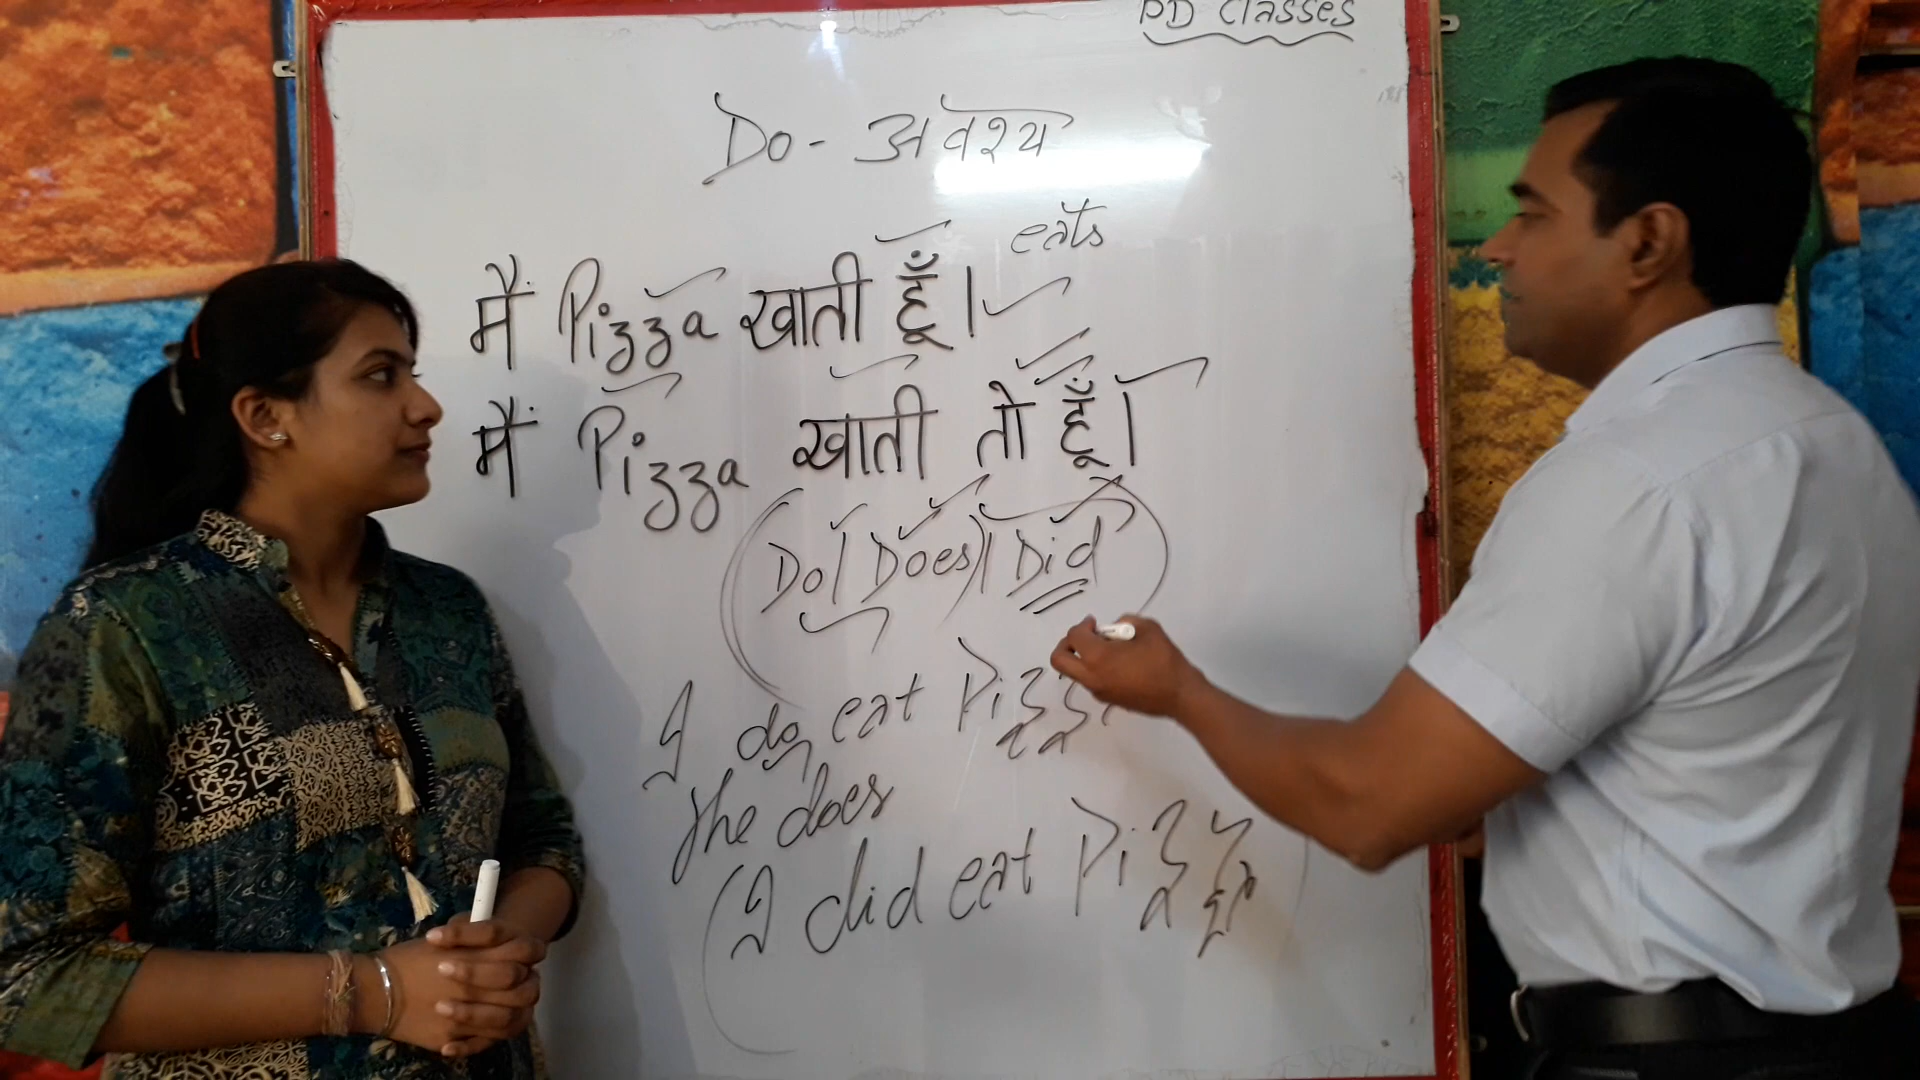 PD Classes
Do - अवश्य
eats
मैं Pizza खाती हूँ।
मैं Pizza खाती तो हूँ।
(Do / Does) / Did)
I do eat Pizza
She does
(I did eat Pizza